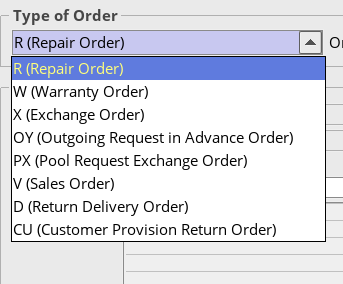 Type of Order
R (Repair Order)
R (Repair Order)
W (Warranty Order)
X (Exchange Order)
OY (Outgoing Request in Advance Order)
PX (Pool Request Exchange Order)
V (Sales Order)
D (Return Delivery Order)
CU (Customer Provision Return Order)